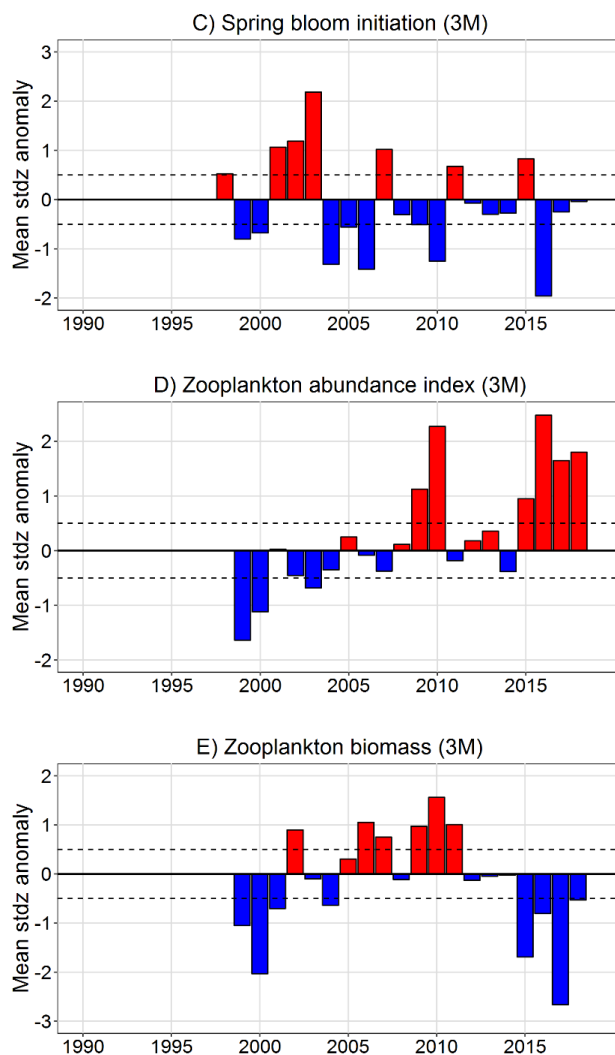 C) Spring bloom initiation (3M)
3
2
1
0
-1
-2
Mean stdz anomaly
1990 1995 2000 2005 2010 2015
D) Zooplankton abundance index (3M)
2
1
0
-1
-2
Mean stdz anomaly
1990 1995 2000 2005 2010 2015
E) Zooplankton biomass (3M)
2
1
0
-1
-2
-3
Mean stdz anomaly
1990 1995 2000 2005 2010 2015